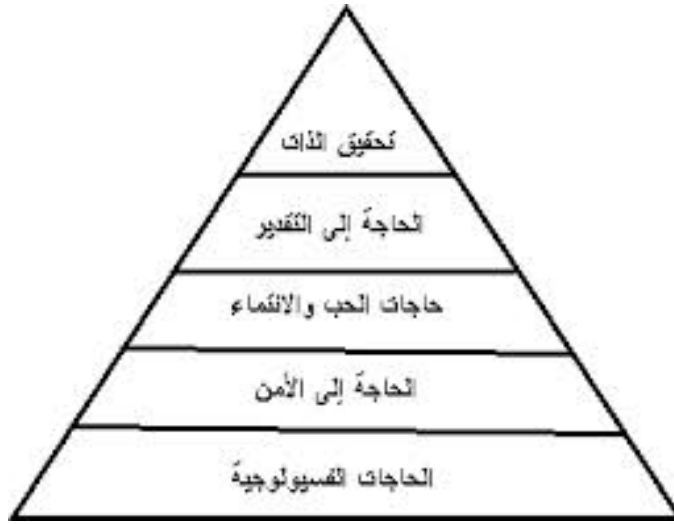 تحقيق الذات
الحاجة إلى التقدير
حاجات الحب والانتماء
الحاجة إلى الأمن
الحاجات الفسيولوجية